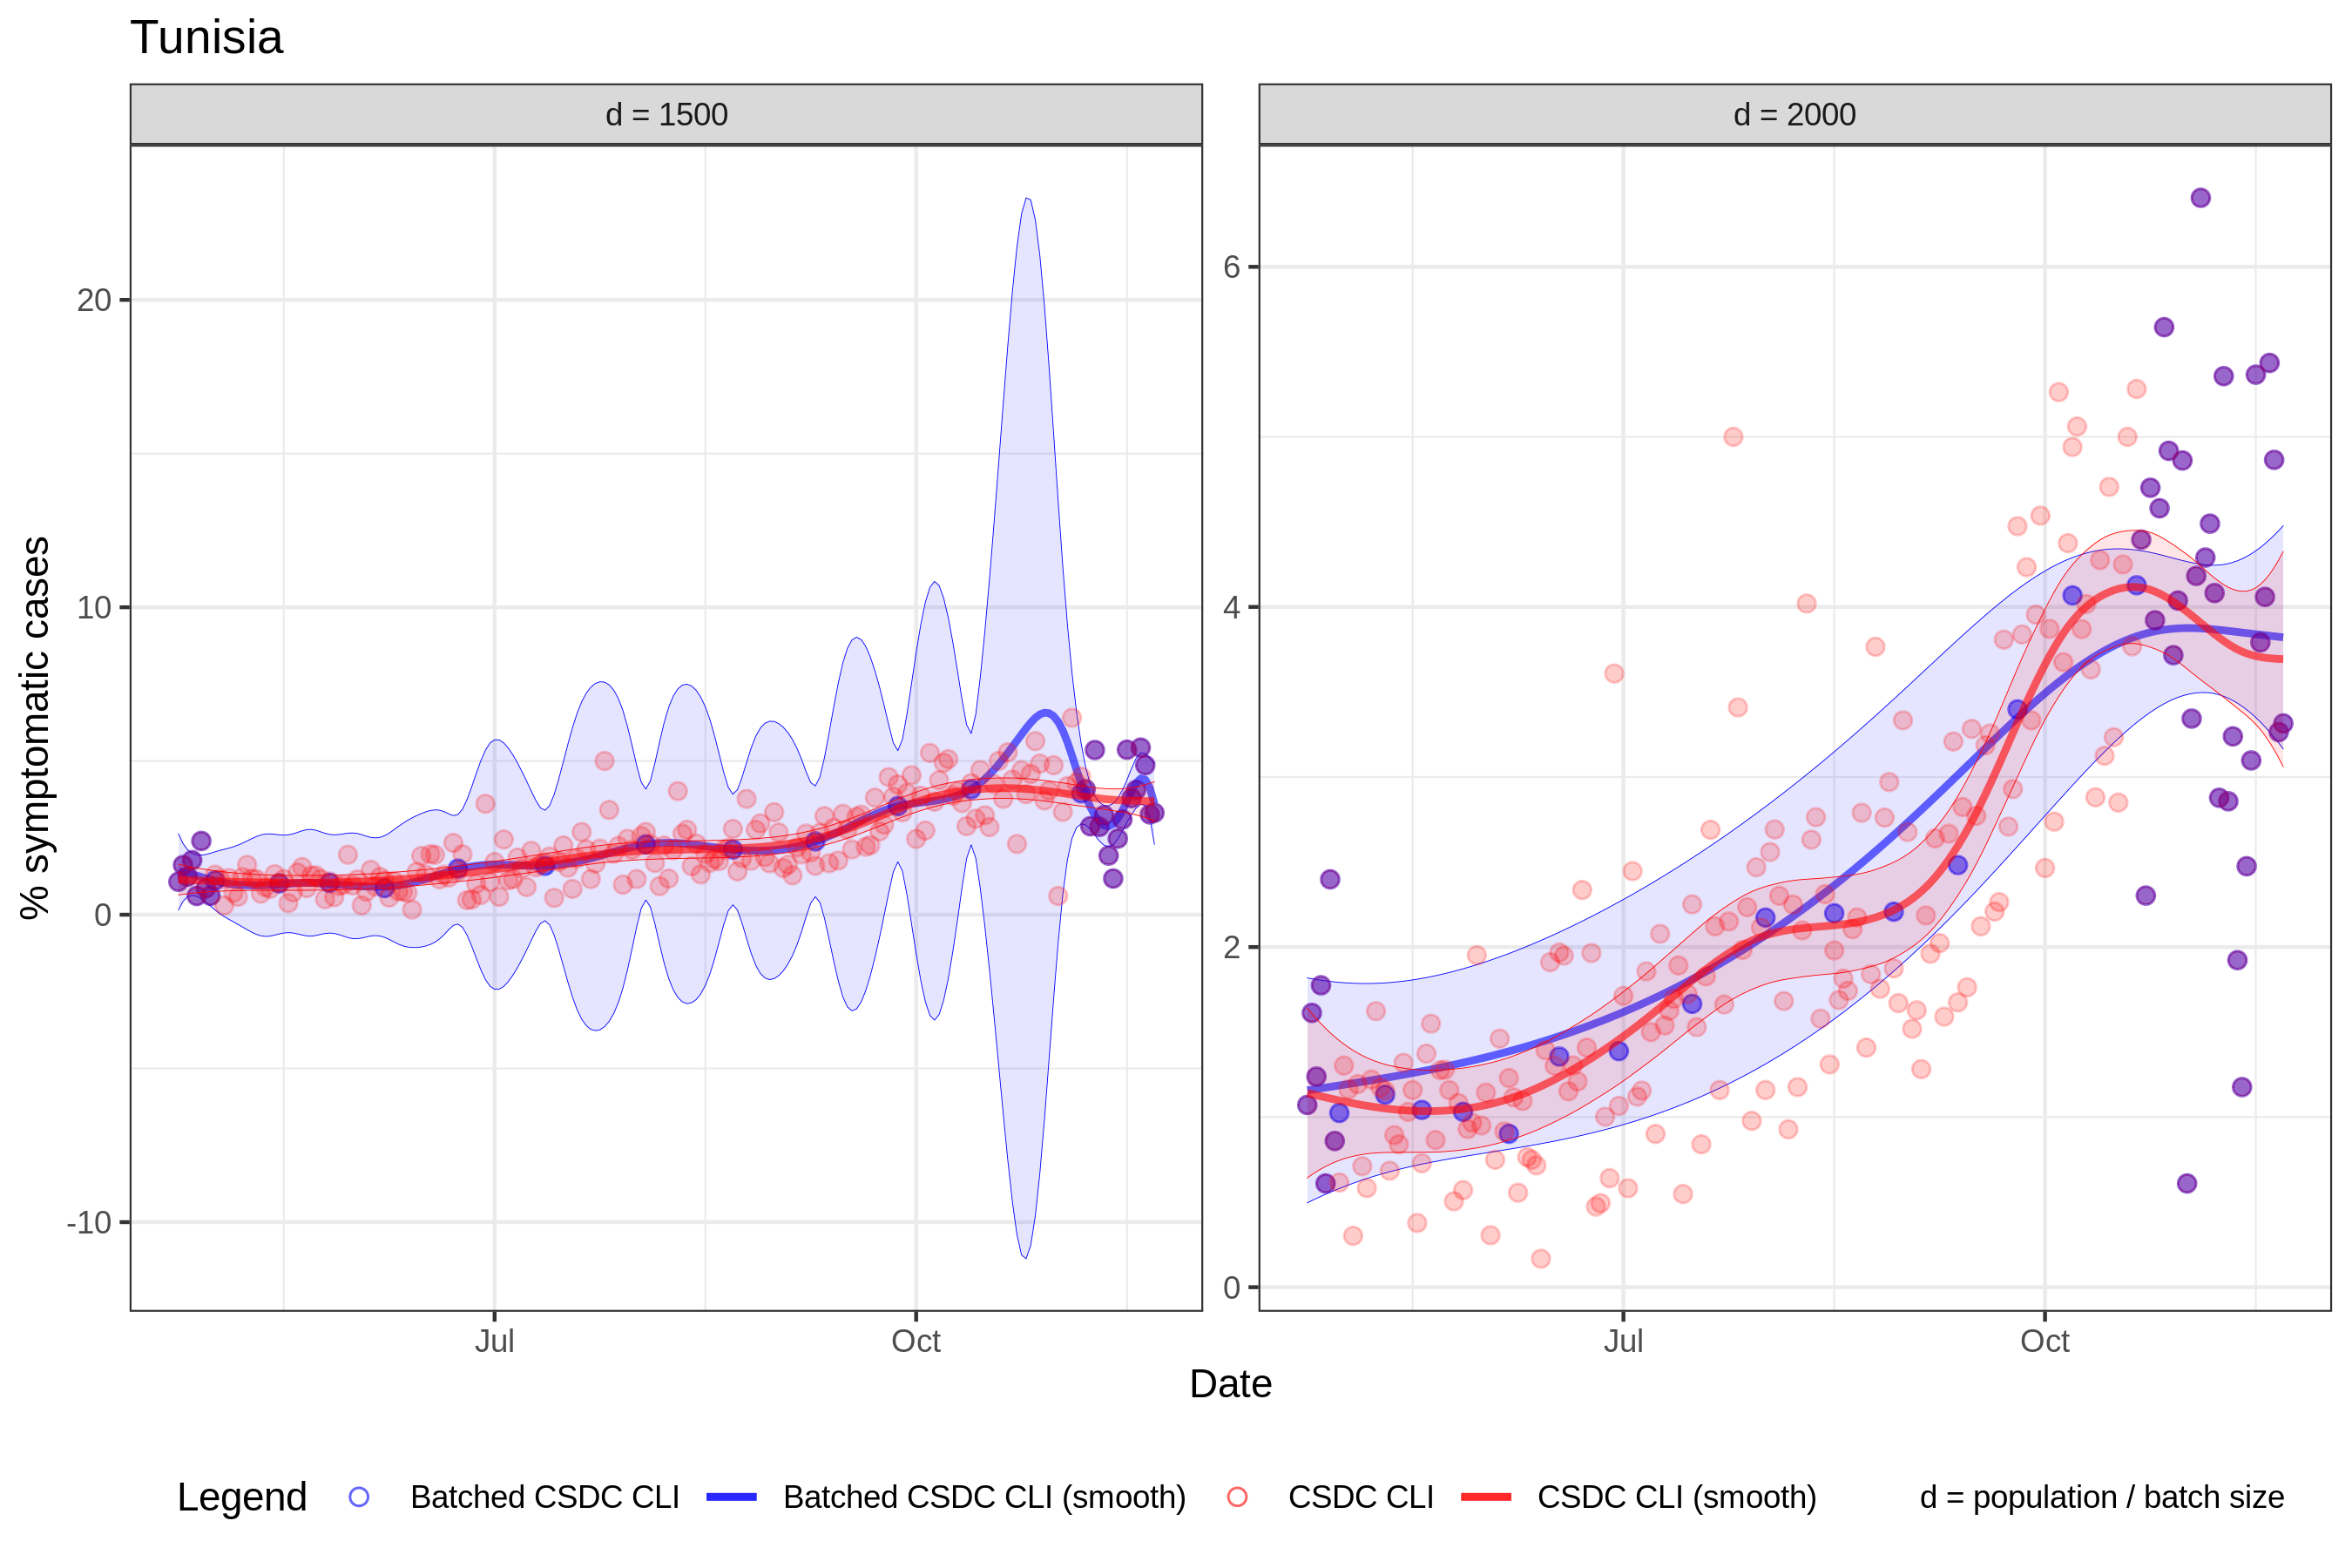 Tunisia
d = 1500
d = 2000
% symptomatic cases
20
10
0
-10
6
4
2
0
Jul
Oct
Jul
Oct
Date
Legend
Batched CSDC CLI
Batched CSDC CLI (smooth)
CSDC CLI
CSDC CLI (smooth)
d = population / batch size